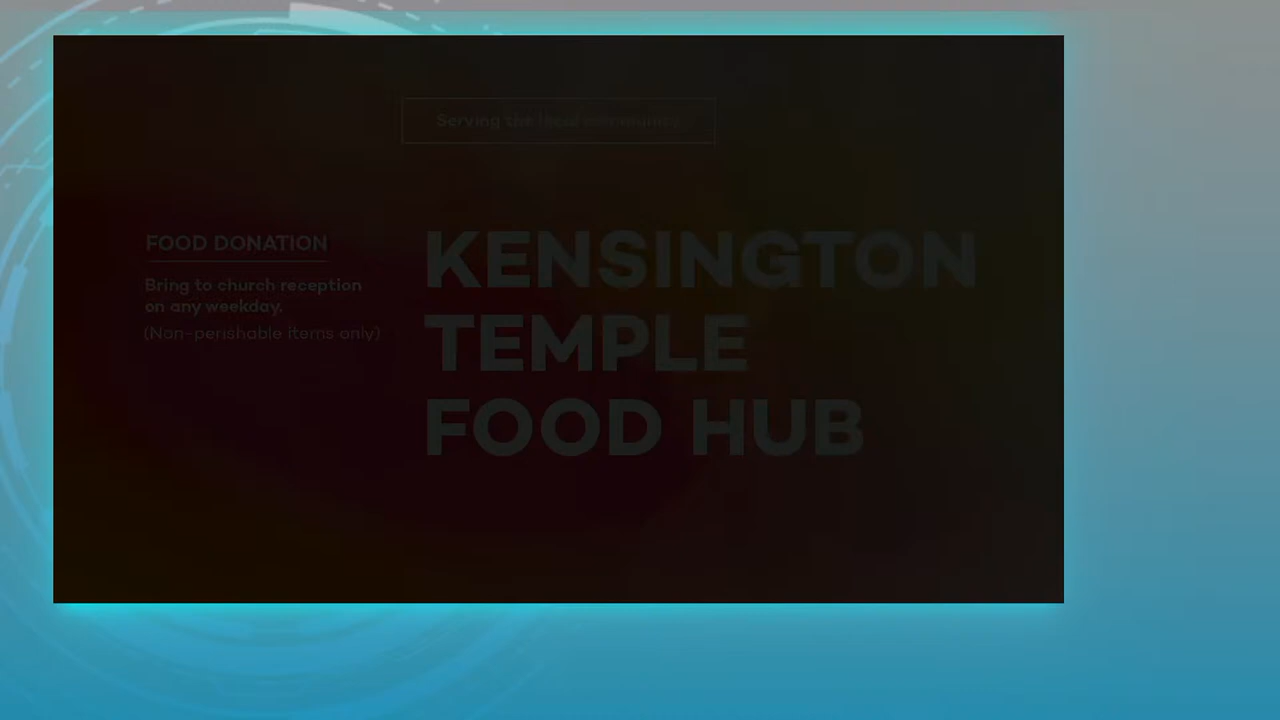 Serving the local community
FOOD DONATION
Bring to church reception
on any weekday.
(Non-perishable items only)
KENSINGTON
TEMPLE
FOOD HUB